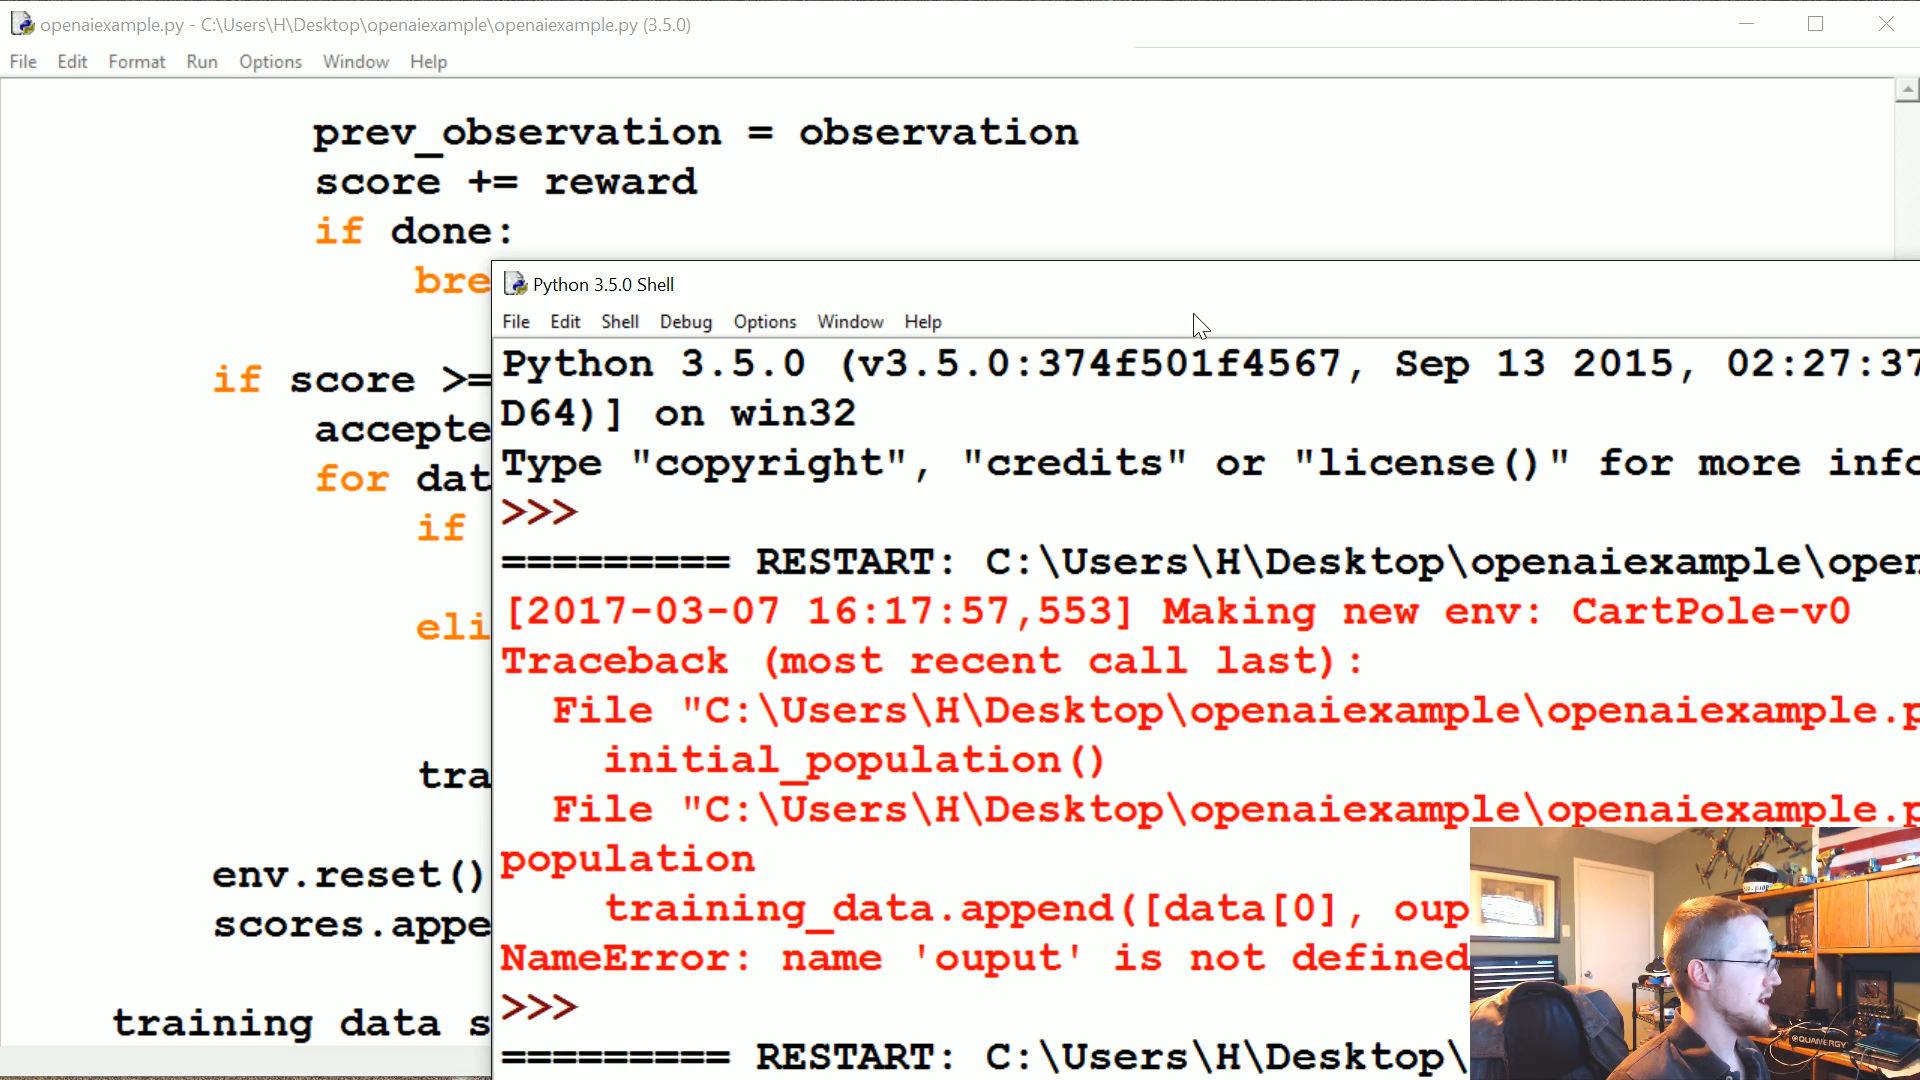 openaiexample.py - C:\Users\H\Desktop\openaiexample\openaiexample.py (3.5.0)
File Edit Format Run Options Window Help
prev_observation = observation
score += reward
if done:
bre
if score >=
accepte
for dat
if
eli
tra
env.reset()
scores.appe
training data s
Python 3.5.0 Shell
File Edit Shell Debug Options Window Help
Python 3.5.0 (v3.5.0:374f501f4567, Sep 13 2015, 02:27:37
D64)] on win32
Type "copyright", "credits" or "license()" for more info
>>>
========= RESTART: C:\Users\H\Desktop\openaiexample\open
[2017-03-07 16:17:57,553] Making new env: CartPole-v0
Traceback (most recent call last):
File "C:\Users\H\Desktop\openaiexample\openaiexample.p
initial_population()
File "C:\Users\H\Desktop\openaiexample\openaiexample.p
population
training_data.append([data[0], oup
NameError: name 'ouput' is not defined
>>>
========= RESTART: C:\Users\H\Desktop\
QUANERGY